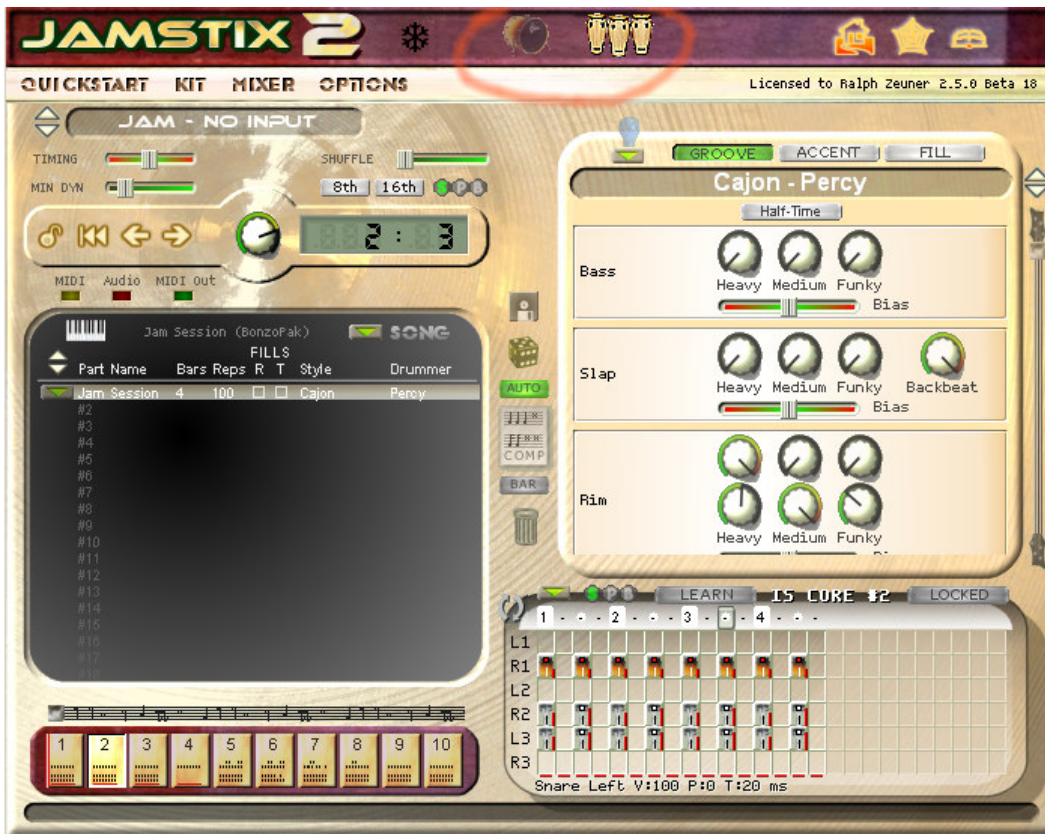 JAMSTIX 2
QUICKSTART KIT MIXER OPTIONS
Licensed to Ralph Zeuner 2.5.0 Beta 18
JAM - NO INPUT
TIMING
SHUFFLE
MIN DYN
8th 16th S P B
2 : 3
MIDI Audio MIDI Out
GROOVE ACCENT FILL
Cajon - Percy
Half-Time
Bass
Heavy Medium Funky
Bias
Slap
Heavy Medium Funky Backbeat
Bias
Rim
Heavy Medium Funky
Jam Session (BonzoPak) SONG
FILLS
Part Name Bars Reps R T Style Drummer
Jam Session 4 100 Cajon Percy
#2
#3
#4
#5
#6
#7
#8
#9
#10
#11
#12
#13
#14
#15
#16
#17
#18
AUTO
COMP
BAR
S P B LEARN 15 CORE #2 LOCKED
1 - - - 2 - - - 3 - - - 4 - - -
L1
R1
L2
R2
L3
R3
Snare Left V:100 P:0 T:20 ms
1 2 3 4 5 6 7 8 9 10